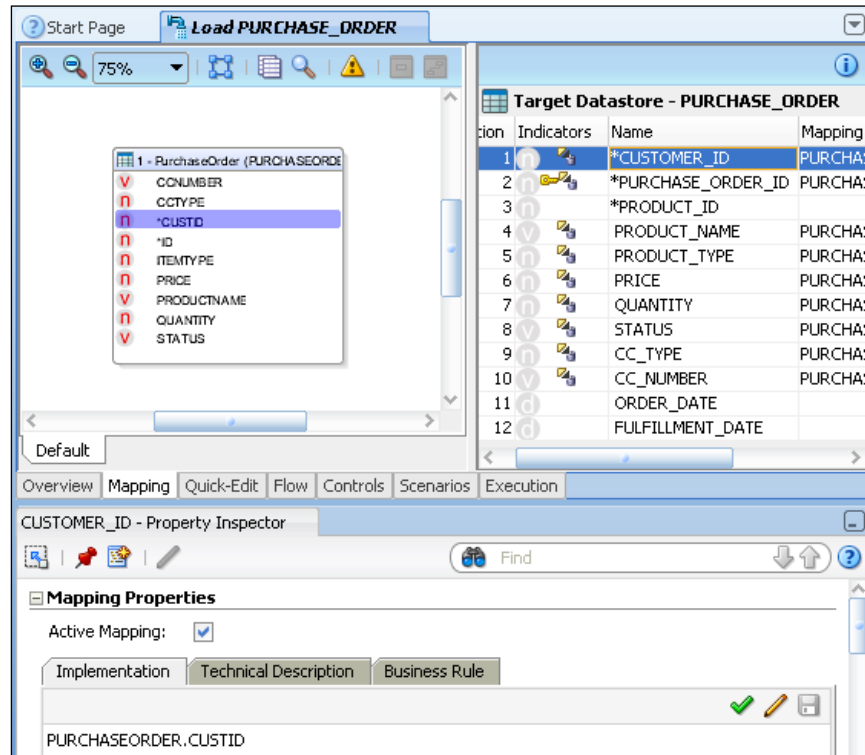 Start Page
Load PURCHASE_ORDER
75%
1 - PurchaseOrder (PURCHASEORDE
v CCNUMBER
n CCTYPE
n *CUSTID
n *ID
n ITEMTYPE
n PRICE
v PRODUCTNAME
n QUANTITY
v STATUS
Default
Target Datastore - PURCHASE_ORDER
tion Indicators Name Mapping
1 n *CUSTOMER_ID PURCHAS
2 n *PURCHASE_ORDER_ID PURCHAS
3 n *PRODUCT_ID
4 v PRODUCT_NAME PURCHAS
5 n PRODUCT_TYPE PURCHAS
6 n PRICE PURCHAS
7 n QUANTITY PURCHAS
8 v STATUS PURCHAS
9 n CC_TYPE PURCHAS
10 v CC_NUMBER PURCHAS
11 d ORDER_DATE
12 d FULFILLMENT_DATE
Overview Mapping Quick-Edit Flow Controls Scenarios Execution
CUSTOMER_ID - Property Inspector
Find
Mapping Properties
Active Mapping:
Implementation Technical Description Business Rule
PURCHASEORDER.CUSTID